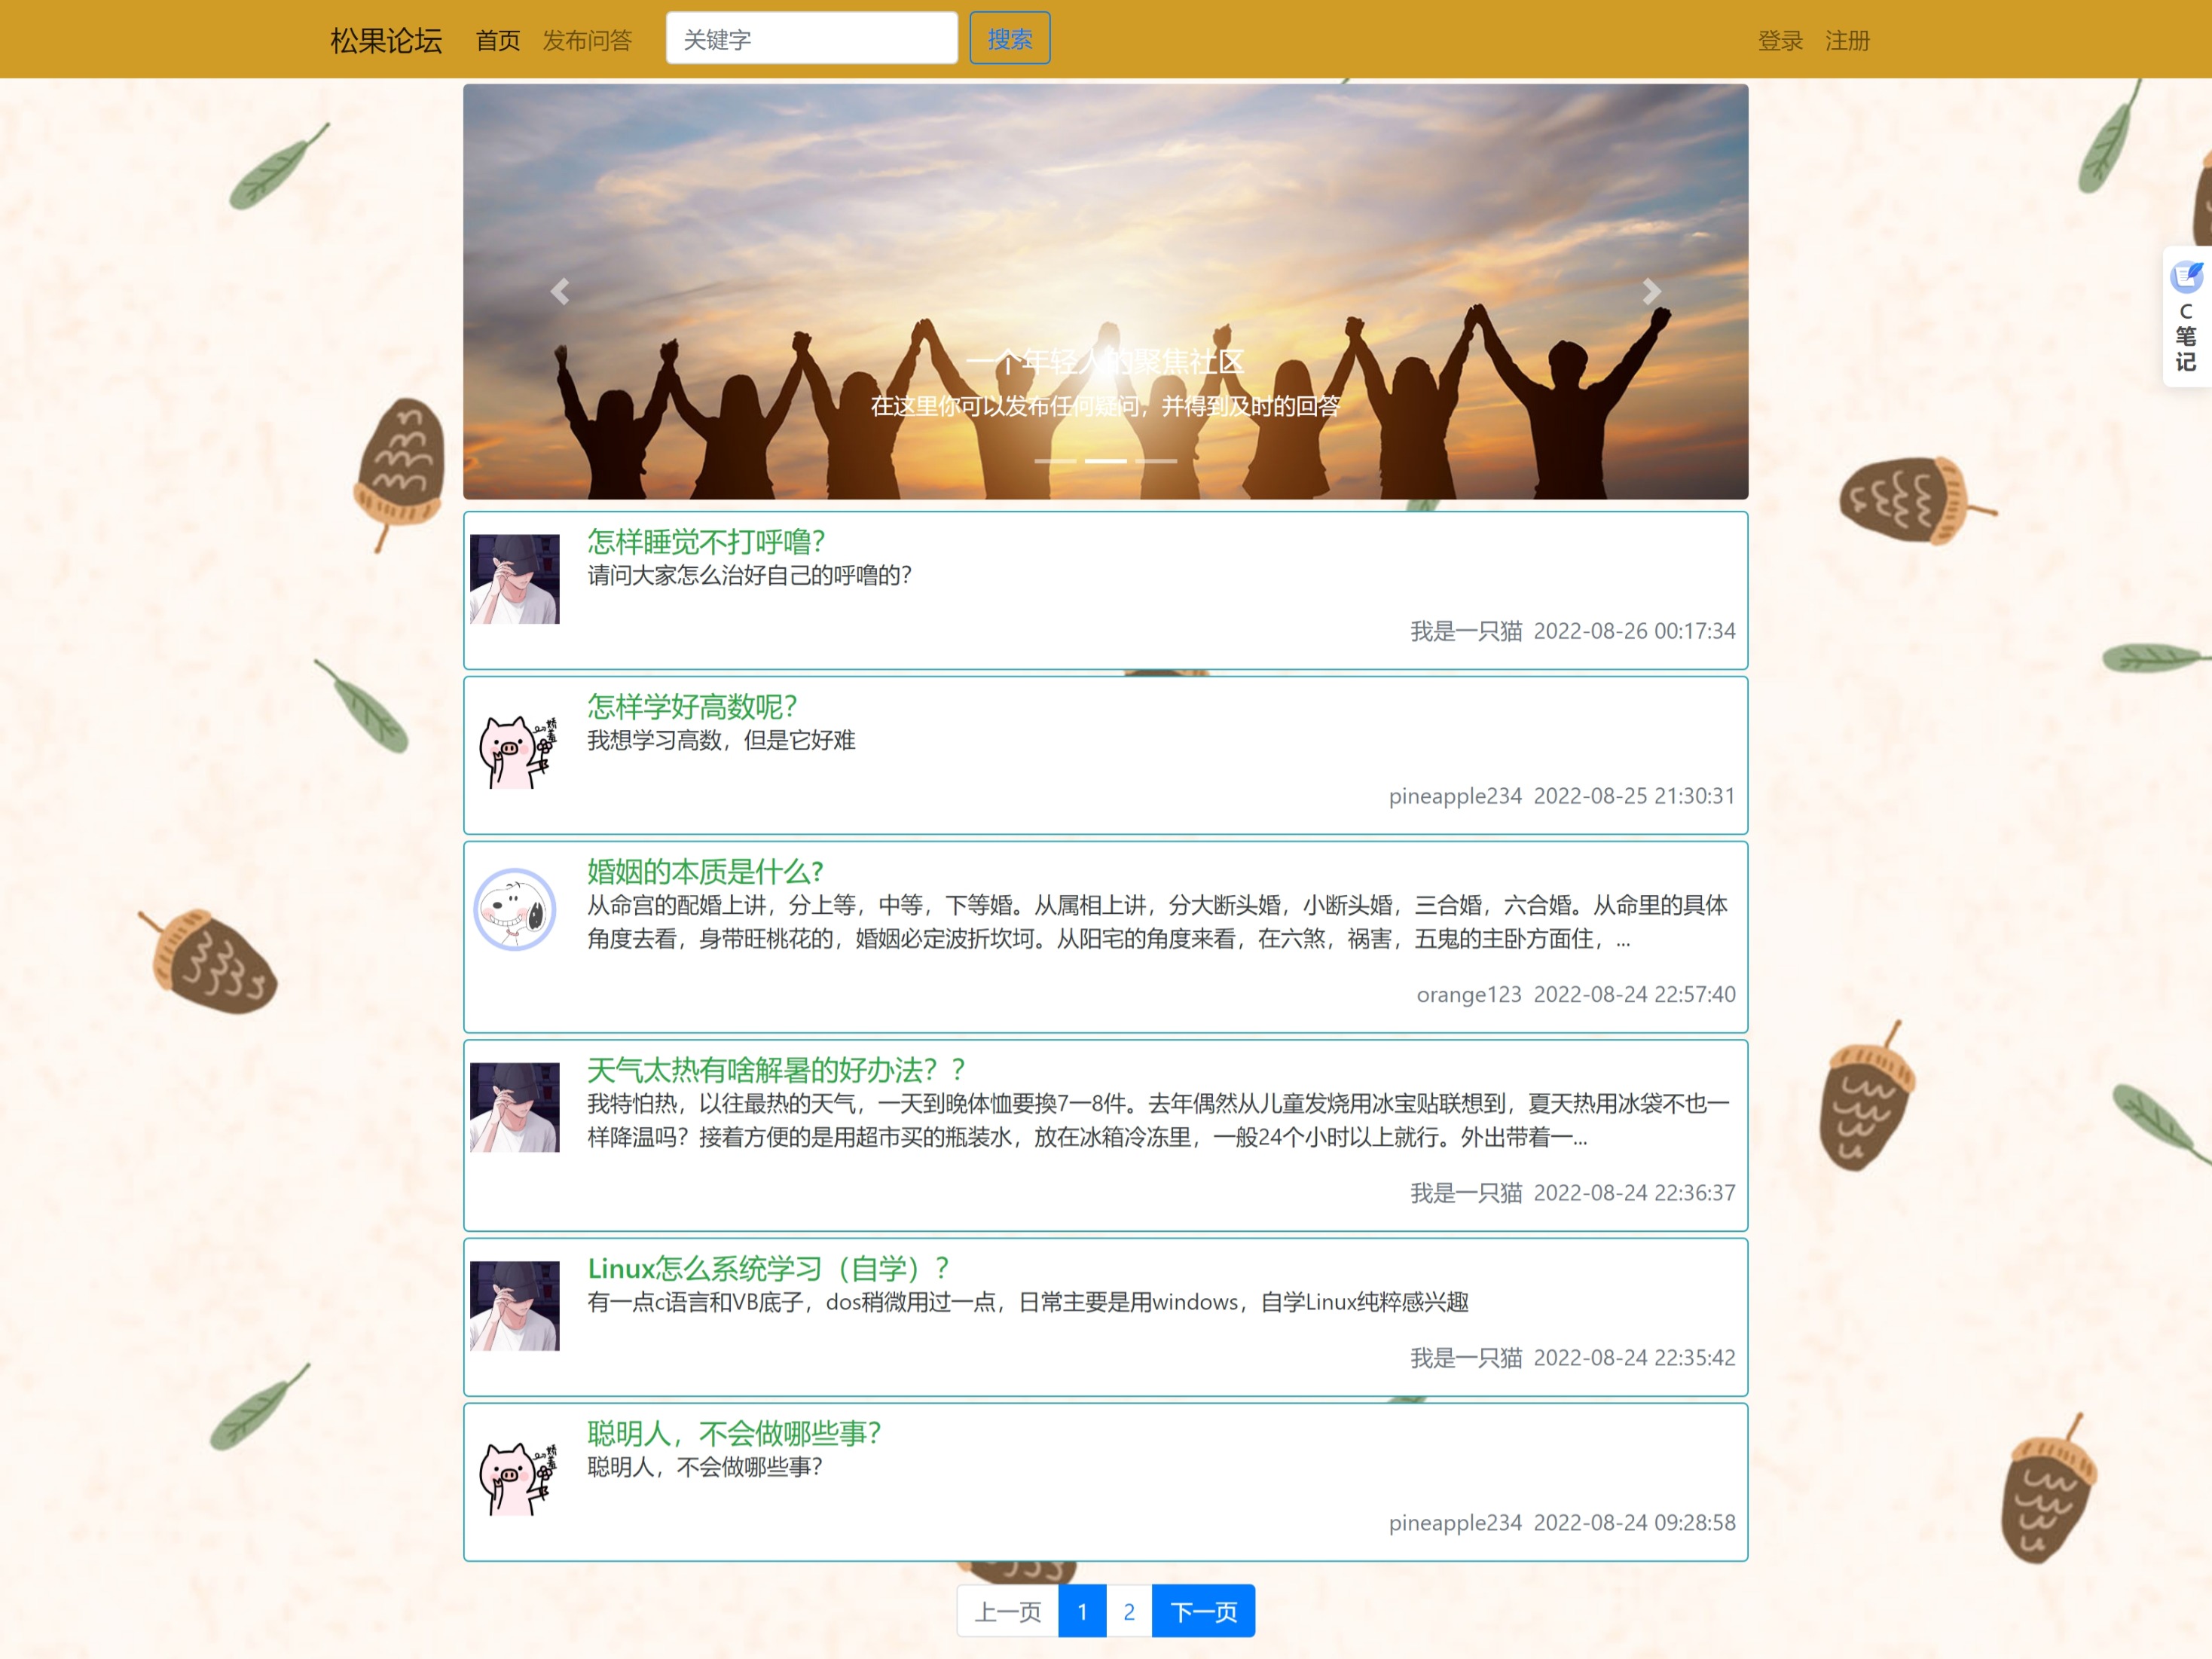 松果论坛 首页 发布问答 关键字 搜索 登录 注册
C
笔
记
一个年轻人的聚焦社区
在这里你可以发布任何疑问，并得到及时的回答
怎样睡觉不打呼噜？
请问大家怎么治好自己的呼噜的？
我是一只猫 2022-08-26 00:17:34
怎样学好高数呢？
我想学习高数，但是它好难
pineapple234 2022-08-25 21:30:31
婚姻的本质是什么?
从命宫的配婚上讲，分上等，中等，下等婚。从属相上讲，分大断头婚，小断头婚，三合婚，六合婚。从命里的具体
角度去看，身带旺桃花的，婚姻必定波折坎坷。从阳宅的角度来看，在六煞，祸害，五鬼的主卧方面住，...
orange123 2022-08-24 22:57:40
天气太热有啥解暑的好办法？？
我特怕热，以往最热的天气，一天到晚体恤要换7一8件。去年偶然从儿童发烧用冰宝贴联想到，夏天热用冰袋不也一
样降温吗？接着方便的是用超市买的瓶装水，放在冰箱冷冻里，一般24个小时以上就行。外出带着一...
我是一只猫 2022-08-24 22:36:37
Linux怎么系统学习（自学）？
有一点c语言和VB底子，dos稍微用过一点，日常主要是用windows，自学Linux纯粹感兴趣
我是一只猫 2022-08-24 22:35:42
聪明人，不会做哪些事？
聪明人，不会做哪些事？
pineapple234 2022-08-24 09:28:58
上一页 1 2 下一页